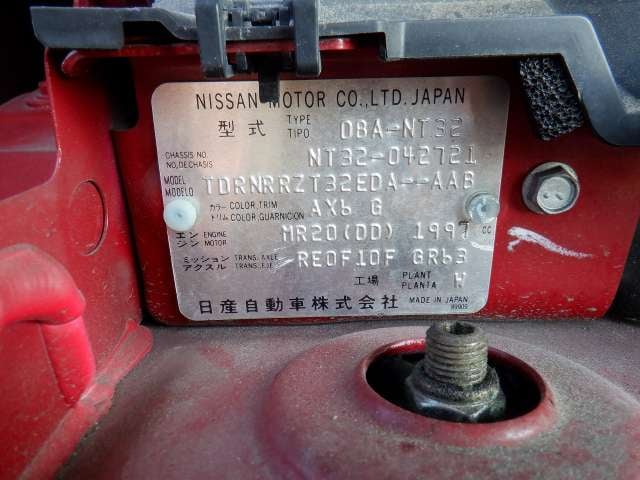 NISSAN MOTOR CO.,LTD. JAPAN
型式 TYPE TIPO DBA-NT32
CHASSIS NO. NO,DECHASIS NT32-042721
MODEL MODELO TDRNRRZT32EDA--AAB
カラー COLOR,TRIM トリム COLOR,GUARNICION AX6 G
エンジン ENGINE MOTOR MR20(DD) 1997 cc
ミッション アクスル TRANS. AXLE TRANS. EJE RE0F10F GR63
工場 PLANT PLANTA W
日産自動車株式会社 MADE IN JAPAN